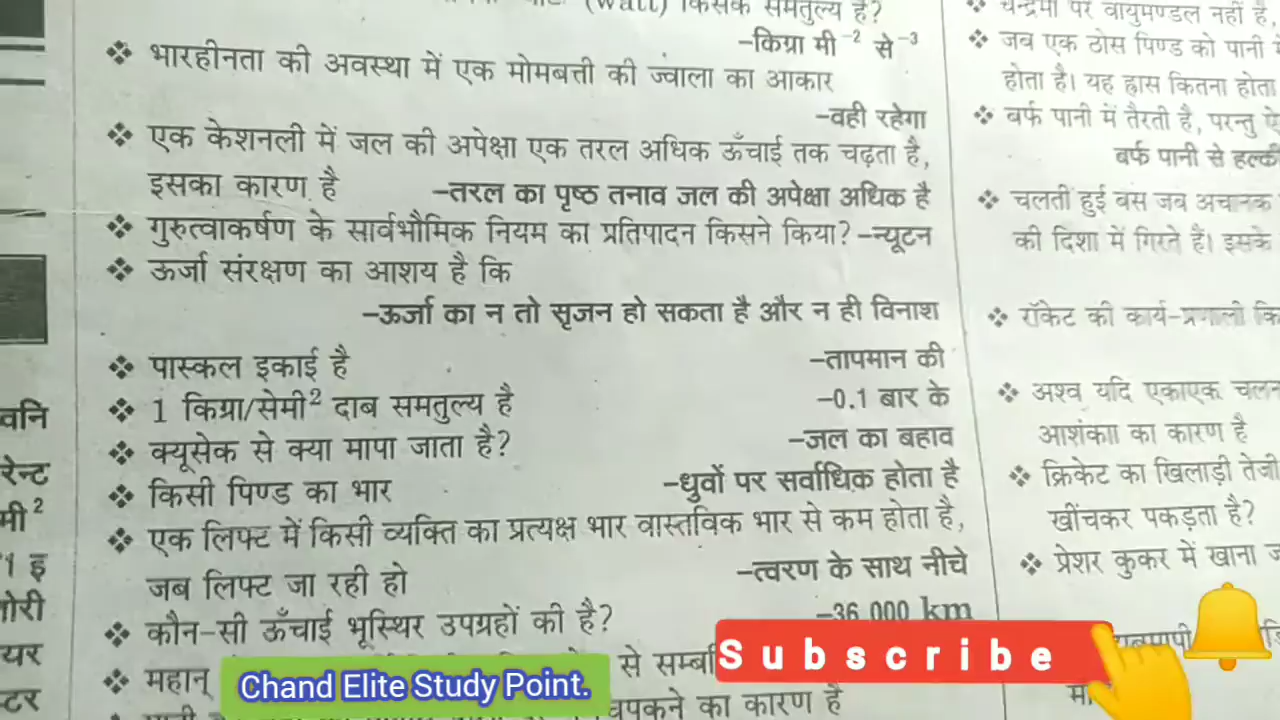 (watt) किसके समतुल्य है?
-किग्रा मी⁻² से⁻³
❖ भारहीनता की अवस्था में एक मोमबत्ती की ज्वाला का आकार
-वही रहेगा
❖ एक केशनली में जल की अपेक्षा एक तरल अधिक ऊँचाई तक चढ़ता है,
इसका कारण है -तरल का पृष्ठ तनाव जल की अपेक्षा अधिक है
❖ गुरुत्वाकर्षण के सार्वभौमिक नियम का प्रतिपादन किसने किया? -न्यूटन
❖ ऊर्जा संरक्षण का आशय है कि
-ऊर्जा का न तो सृजन हो सकता है और न ही विनाश
❖ पास्कल इकाई है -तापमान की
❖ 1 किग्रा/सेमी² दाब समतुल्य है -0.1 बार के
❖ क्यूसेक से क्या मापा जाता है? -जल का बहाव
❖ किसी पिण्ड का भार -ध्रुवों पर सर्वाधिक होता है
❖ एक लिफ्ट में किसी व्यक्ति का प्रत्यक्ष भार वास्तविक भार से कम होता है,
जब लिफ्ट जा रही हो -त्वरण के साथ नीचे
❖ कौन-सी ऊँचाई भूस्थिर उपग्रहों की है? -36,000 km
❖ महान् से
का कारण है
❖ चन्द्रमा पर वायुमण्डल नहीं है,
❖ जब एक ठोस पिण्ड को पानी
होता है। यह ह्रास कितना होता
❖ बर्फ पानी में तैरती है, परन्तु
बर्फ पानी से हल्की
❖ चलती हुई बस जब अचानक
की दिशा में गिरते हैं। इसके
❖ रॉकेट की कार्य-प्रणाली
❖ अश्व यदि एकाएक
आशंकाा का कारण है
❖ क्रिकेट का खिलाड़ी तेजी
खींचकर पकड़ता है?
❖ प्रेशर कुकर में खाना
Chand Elite Study Point.
Subscribe